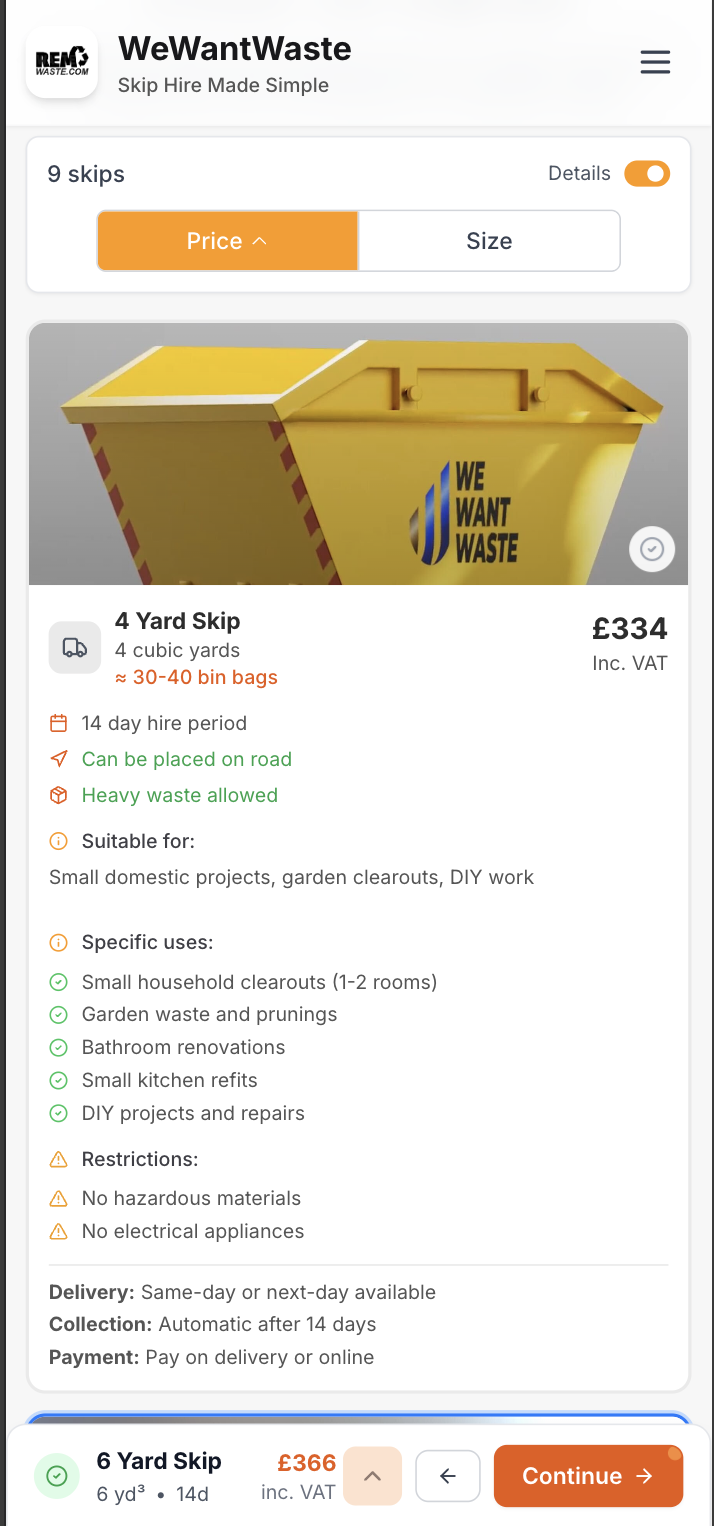 REM
WASTE.COM
WeWantWaste
Skip Hire Made Simple
9 skips
Details
Price
Size
WE
WANT
WASTE
4 Yard Skip
£334
4 cubic yards
Inc. VAT
≈ 30-40 bin bags
14 day hire period
Can be placed on road
Heavy waste allowed
Suitable for:
Small domestic projects, garden clearouts, DIY work
Specific uses:
Small household clearouts (1-2 rooms)
Garden waste and prunings
Bathroom renovations
Small kitchen refits
DIY projects and repairs
Restrictions:
No hazardous materials
No electrical appliances
Delivery: Same-day or next-day available
Collection: Automatic after 14 days
Payment: Pay on delivery or online
6 Yard Skip
£366
6 yd³ • 14d
inc. VAT
Continue →